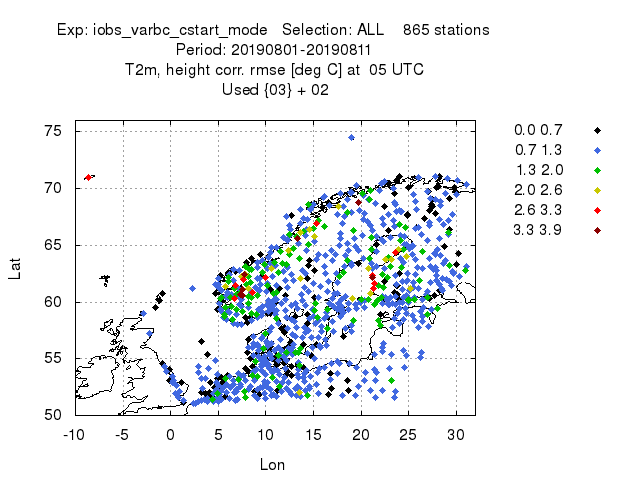 Exp: iobs_varbc_cstart_mode Selection: ALL 865 stations
Period: 20190801-20190811
T2m, height corr. rmse [deg C] at 05 UTC
Used {03} + 02
75
70
65
60
55
50
Lat
-10 -5 0 5 10 15 20 25 30
Lon
0.0 0.7
0.7 1.3
1.3 2.0
2.0 2.6
2.6 3.3
3.3 3.9